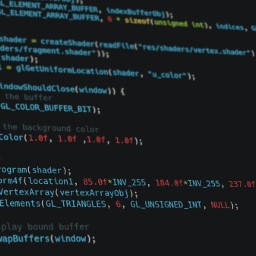 L_ELEMENT_ARRAY_BUFFER, indexBufferObj);
L_ELEMENT_ARRAY_BUFFER, 6 * sizeof(unsigned int), indices, G
shader = createShader(readFile("res/shaders/vertex.shader")
ders/fragment.shader"));
shader);
= glGetUniformLocation(shader, "u_color");
indowShouldClose(window)) {
the buffer
GL_COLOR_BUFFER_BIT);
the background color
Color(1.0f, 1.0f ,1.0f, 1.0f);
rogram(shader);
orm4f(location1, 85.0f*INV_255, 184.0f*INV_255, 237.0f
VertexArray(vertexArrayObj);
Elements(GL_TRIANGLES, 6, GL_UNSIGNED_INT, NULL);
splay bound buffer
wapBuffers(window);